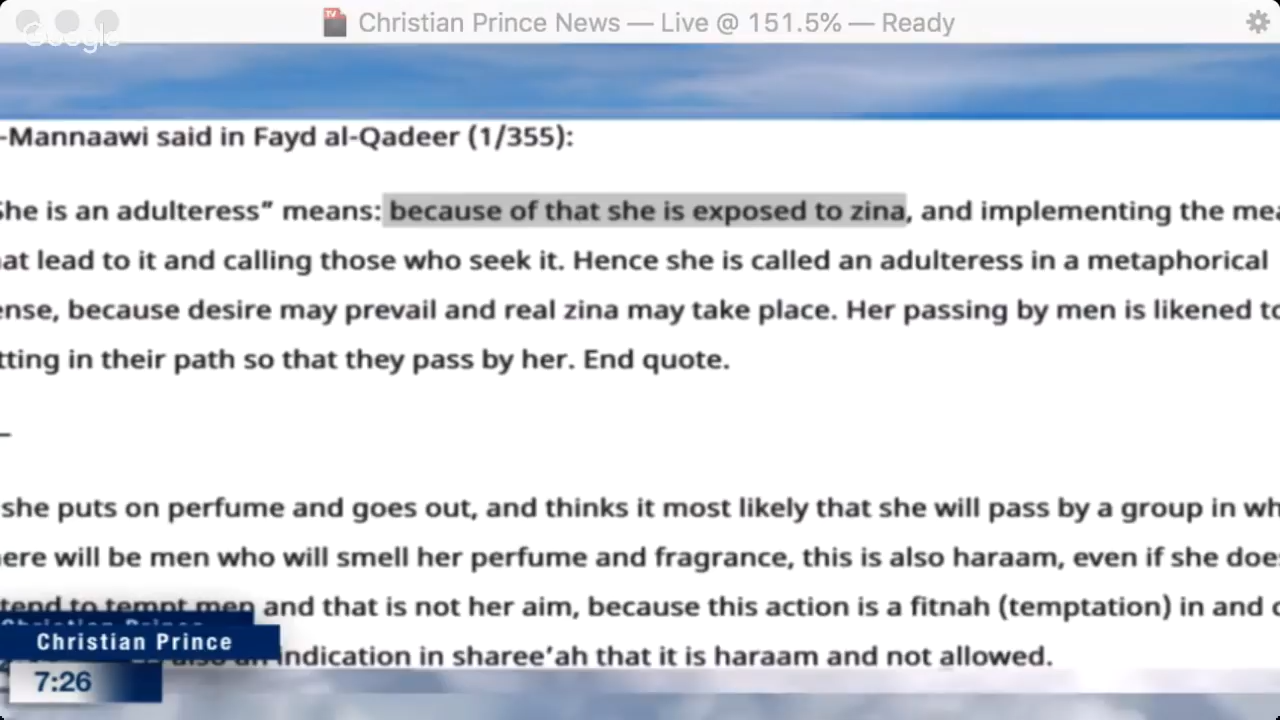 Christian Prince News — Live @ 151.5% — Ready
Google
-Mannaawi said in Fayd al-Qadeer (1/355):
She is an adulteress” means: because of that she is exposed to zina, and implementing the mea
at lead to it and calling those who seek it. Hence she is called an adulteress in a metaphorical
ense, because desire may prevail and real zina may take place. Her passing by men is likened to
tting in their path so that they pass by her. End quote.
–
she puts on perfume and goes out, and thinks it most likely that she will pass by a group in wh
here will be men who will smell her perfume and fragrance, this is also haraam, even if she does
tend to tempt men and that is not her aim, because this action is a fitnah (temptation) in and o
Christian Prince
Christian Prince
also an indication in sharee’ah that it is haraam and not allowed.
7:26